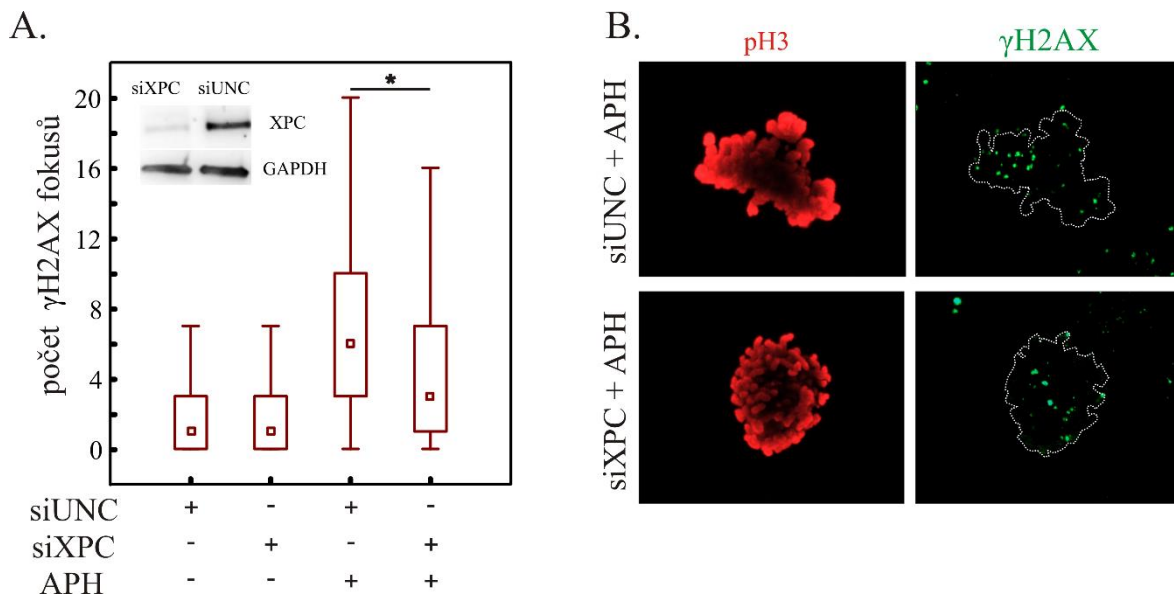 A.
siXPC siUNC
XPC
GAPDH
*
počet γH2AX fokusů
20
16
12
8
4
0
siUNC + - + -
siXPC - + - +
APH - - + +
B.
pH3 γH2AX
siUNC + APH
siXPC + APH